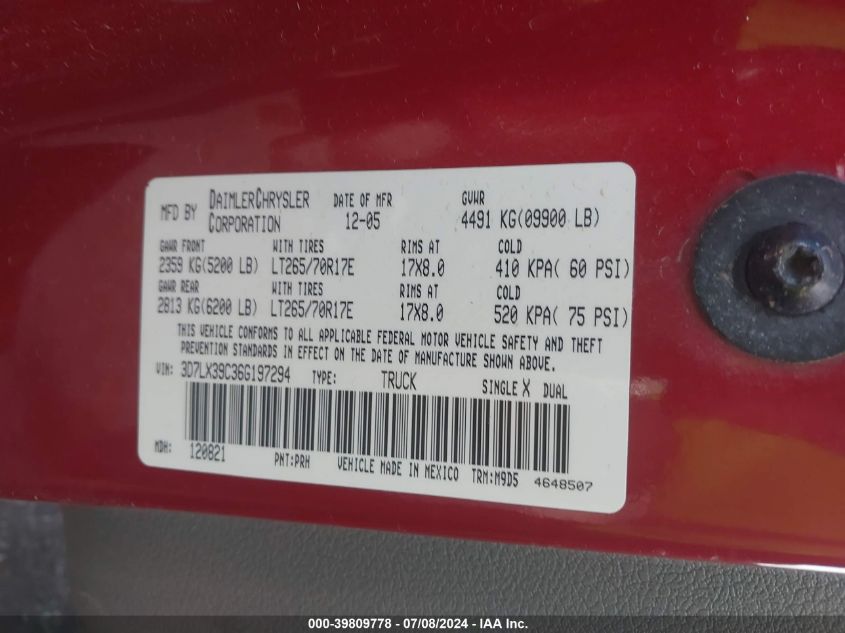 MFD BY DAIMLERCHRYSLER CORPORATION DATE OF MFR 12-05 GVWR 4491 KG(09900 LB)
GAWR FRONT WITH TIRES RIMS AT COLD
2359 KG(5200 LB) LT265/70R17E 17X8.0 410 KPA( 60 PSI)
GAWR REAR WITH TIRES RIMS AT COLD
2813 KG(6200 LB) LT265/70R17E 17X8.0 520 KPA( 75 PSI)
THIS VEHICLE CONFORMS TO ALL APPLICABLE FEDERAL MOTOR VEHICLE SAFETY AND THEFT
PREVENTION STANDARDS IN EFFECT ON THE DATE OF MANUFACTURE SHOWN ABOVE.
VIN: 3D7LX39C36G197294 TYPE: TRUCK SINGLE X DUAL
MDH: 120821 PNT:PRH VEHICLE MADE IN MEXICO TRM:M9D5 4648507
000-39809778 - 07/08/2024 - IAA Inc.